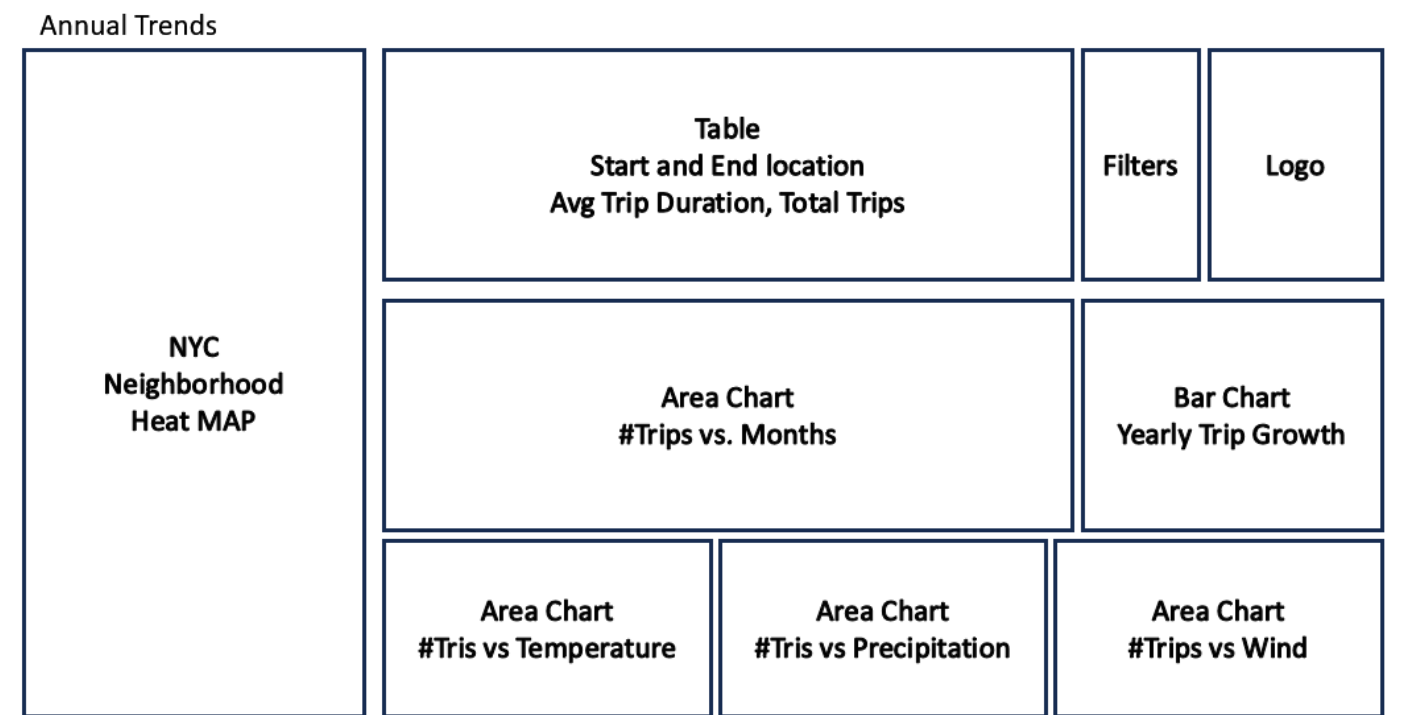 Annual Trends
NYC
Neighborhood
Heat MAP
Table
Start and End location
Avg Trip Duration, Total Trips
Filters
Logo
Area Chart
#Trips vs. Months
Bar Chart
Yearly Trip Growth
Area Chart
#Tris vs Temperature
Area Chart
#Tris vs Precipitation
Area Chart
#Trips vs Wind